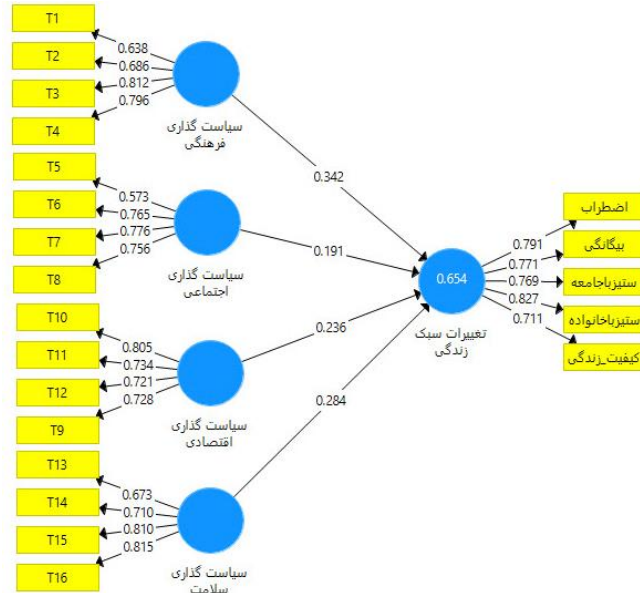 T1
T2
T3
T4
0.638
0.686
0.812
0.796
سیاست گذاری
فرهنگی
0.342
T5
T6
T7
T8
0.573
0.765
0.776
0.756
سیاست گذاری
اجتماعی
0.191
T10
T11
T12
T9
0.805
0.734
0.721
0.728
سیاست گذاری
اقتصادی
0.236
T13
T14
T15
T16
0.673
0.710
0.810
0.815
سیاست گذاری
سلامت
0.284
0.654
تغییرات سبک
زندگی
0.791
0.771
0.769
0.827
0.711
اضطراب
بیگانگی
ستیزباجامعه
ستیزباخانواده
کیفیت_زندگی